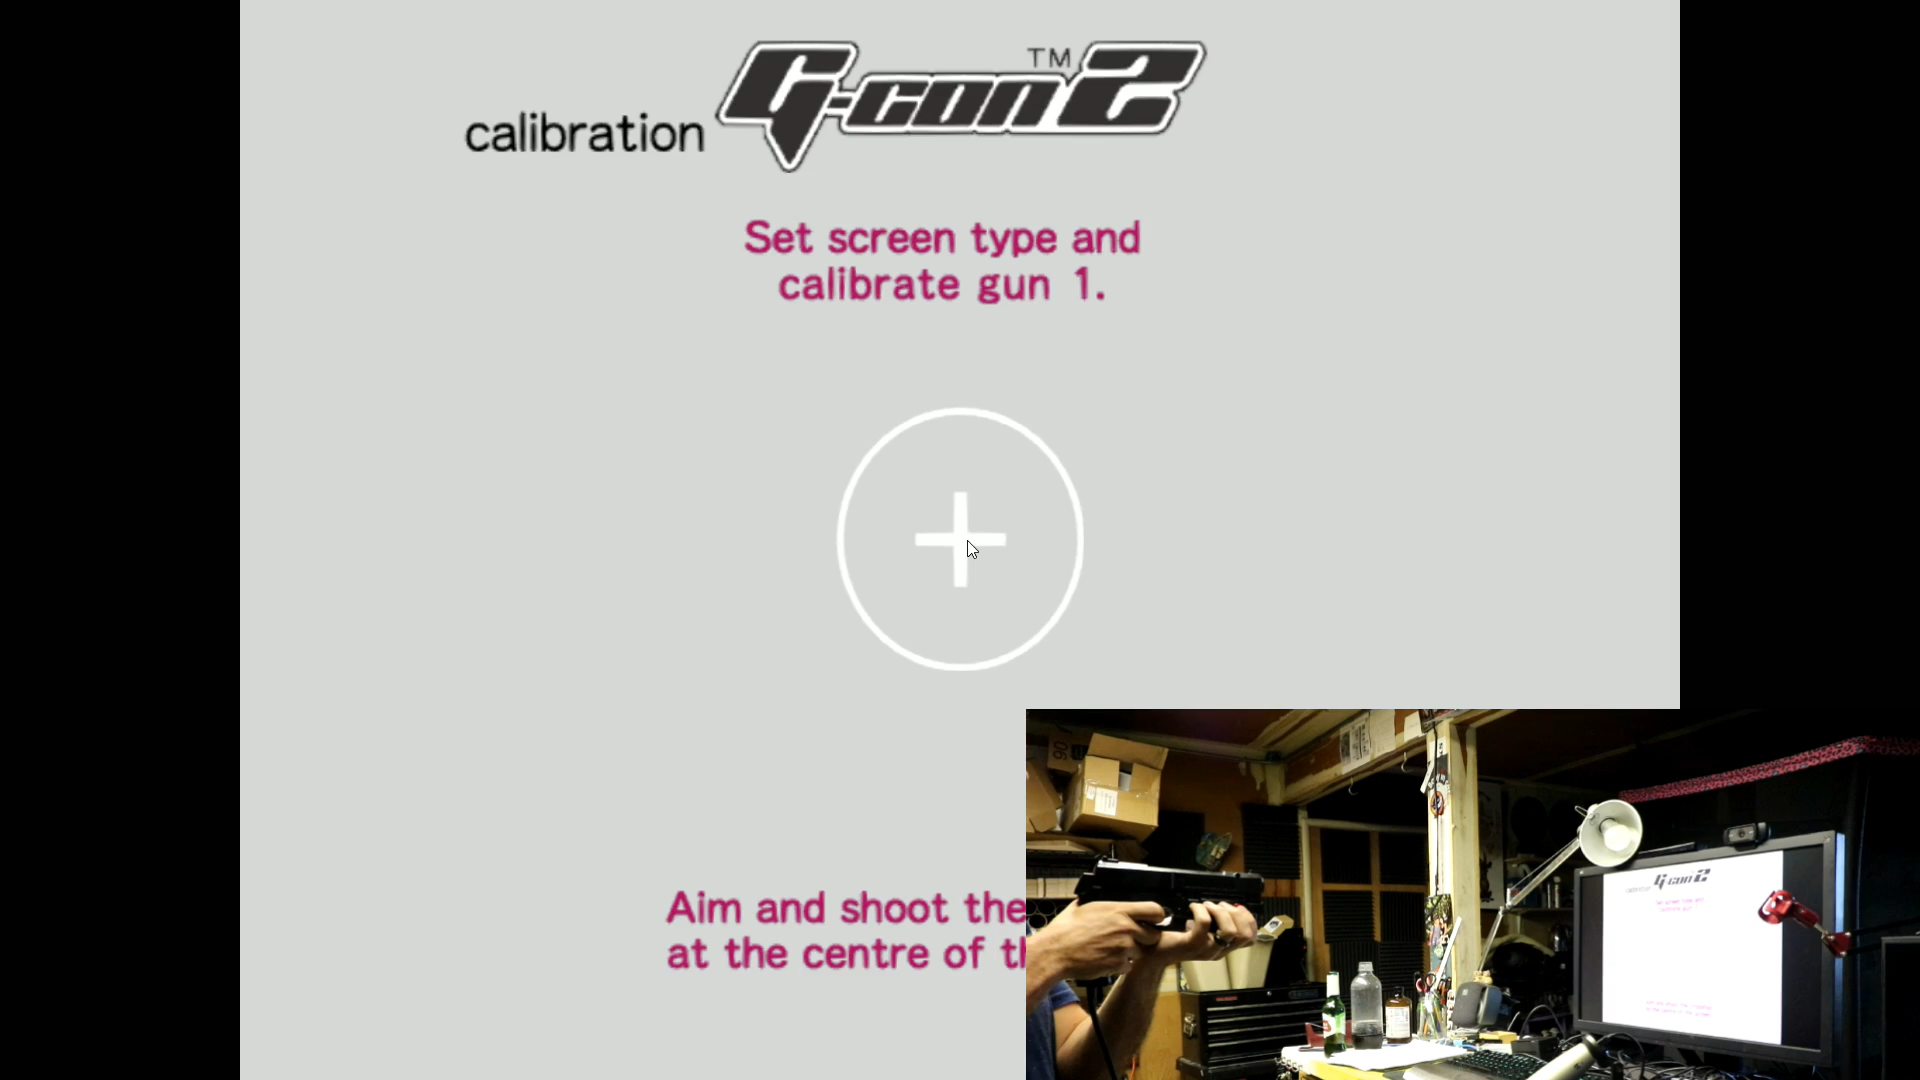 calibration G-con 2 TM
Set screen type and
calibrate gun 1.
Aim and shoot the
at the centre of